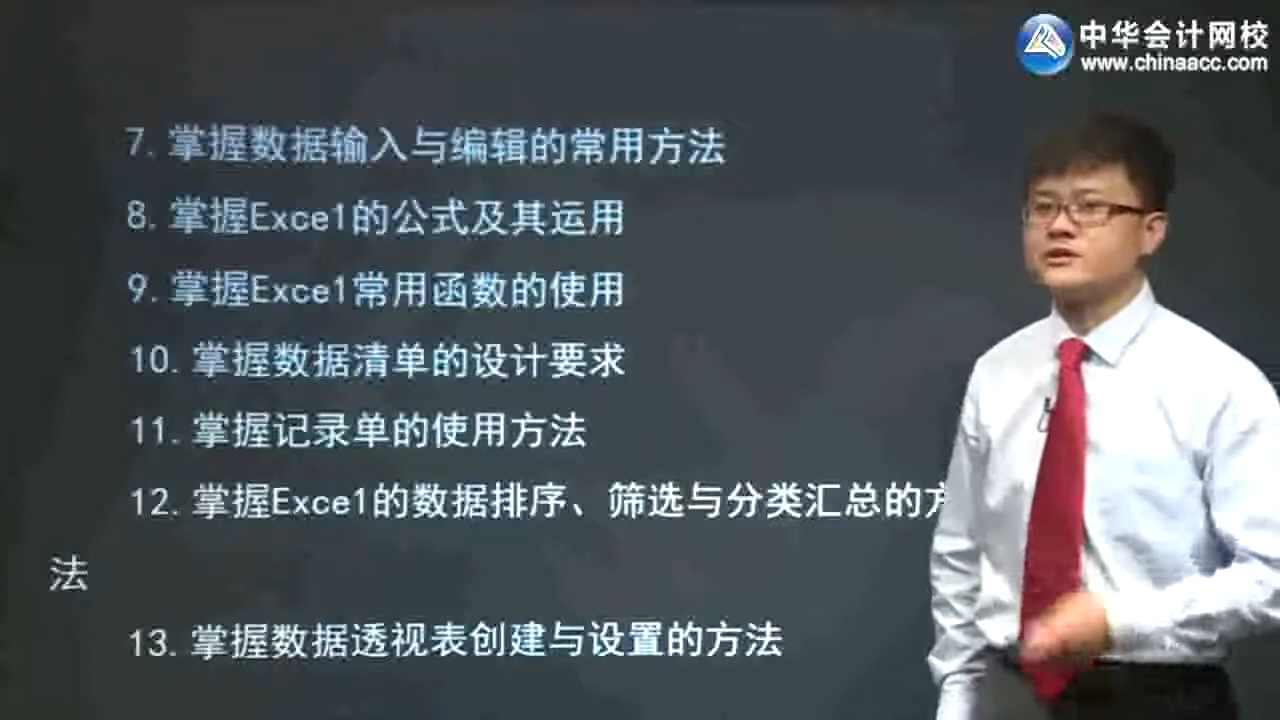 中华会计网校
www.chinaacc.com
7. 掌握数据输入与编辑的常用方法
8. 掌握Excel的公式及其运用
9. 掌握Excel常用函数的使用
10. 掌握数据清单的设计要求
11. 掌握记录单的使用方法
12. 掌握Excel的数据排序、筛选与分类汇总的方
法
13. 掌握数据透视表创建与设置的方法